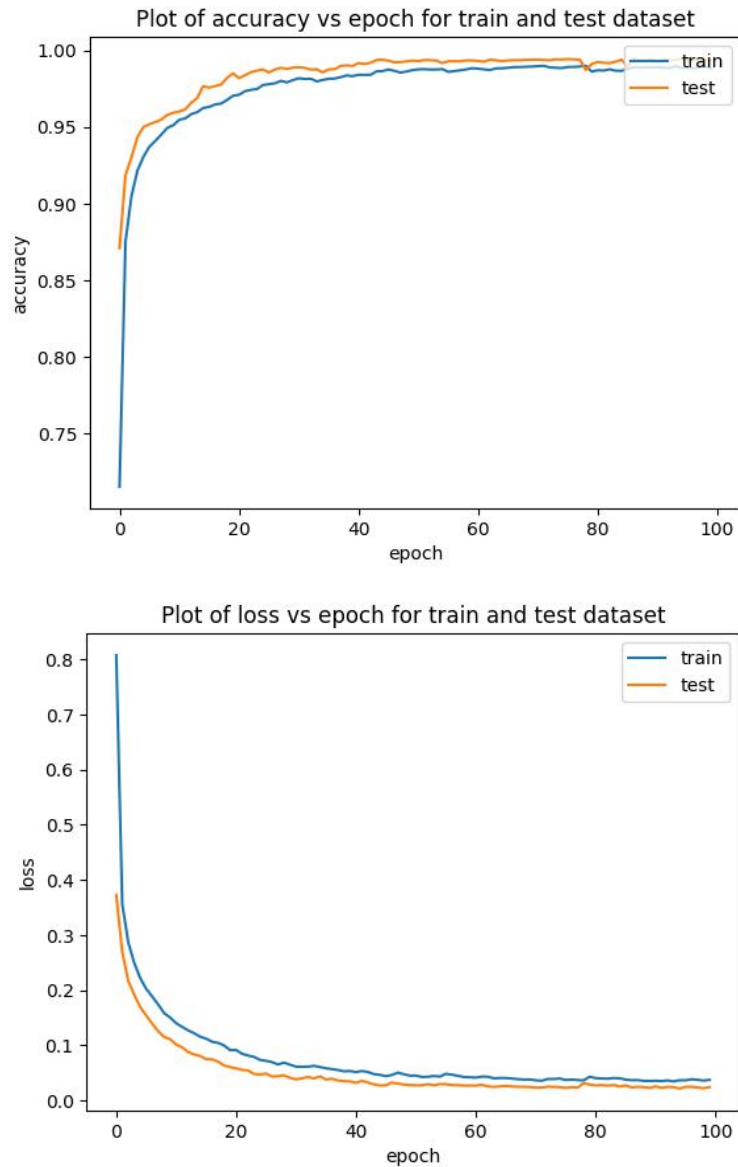 Plot of accuracy vs epoch for train and test dataset
1.00
0.95
0.90
0.85
0.80
0.75
accuracy
train
test
0 20 40 60 80 100
epoch
Plot of loss vs epoch for train and test dataset
0.8
0.7
0.6
0.5
0.4
0.3
0.2
0.1
0.0
loss
train
test
0 20 40 60 80 100
epoch